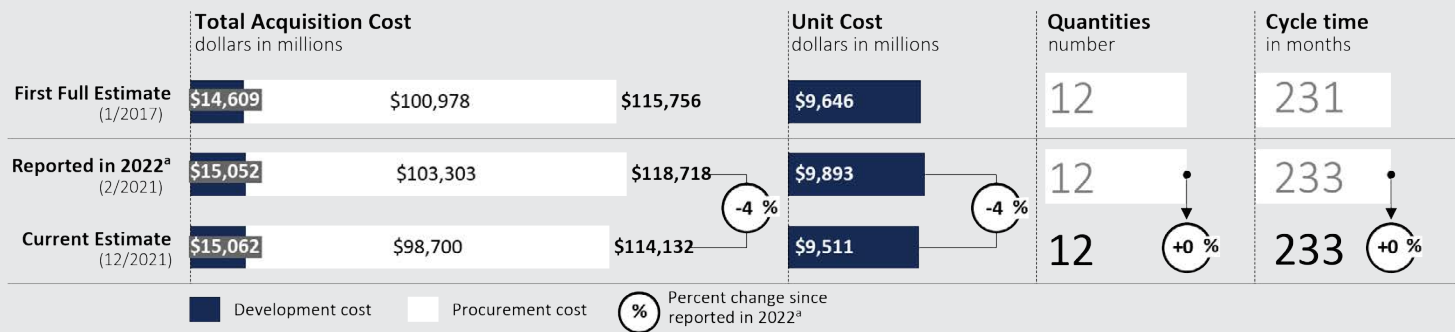 Total Acquisition Cost
dollars in millions
Unit Cost
dollars in millions
Quantities
number
Cycle time
in months
First Full Estimate
(1/2017)
$14,609 $100,978 $115,756 $9,646 12 231
Reported in 2022ᵃ
(2/2021)
$15,052 $103,303 $118,718 $9,893 12 233
-4 % -4 %
Current Estimate
(12/2021)
$15,062 $98,700 $114,132 $9,511 12 +0 % 233 +0 %
Development cost Procurement cost % Percent change since
reported in 2022ᵃ